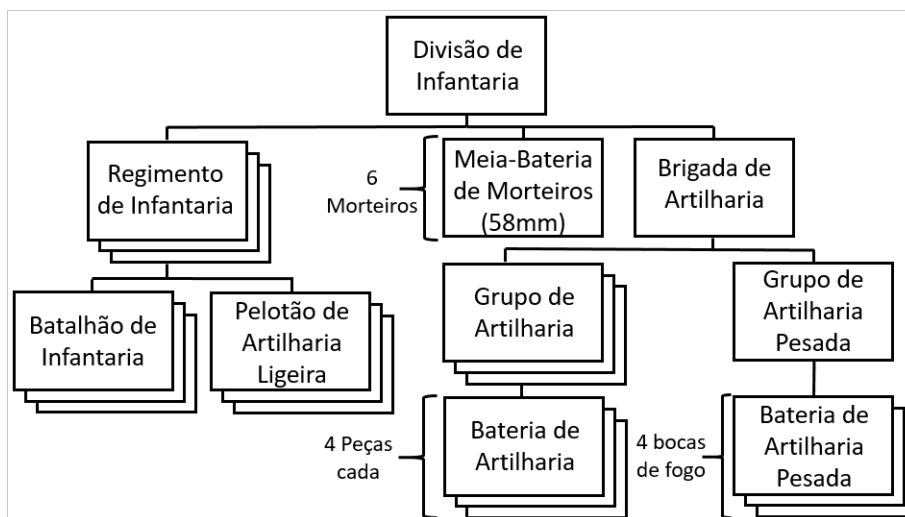 Divisão de
Infantaria
Regimento
de Infantaria
6
Morteiros
Meia-Bateria
de Morteiros
(58mm)
Brigada de
Artilharia
Batalhão de
Infantaria
Pelotão de
Artilharia
Ligeira
Grupo de
Artilharia
Grupo de
Artilharia
Pesada
4 Peças
cada
Bateria de
Artilharia
4 bocas
de fogo
Bateria de
Artilharia
Pesada